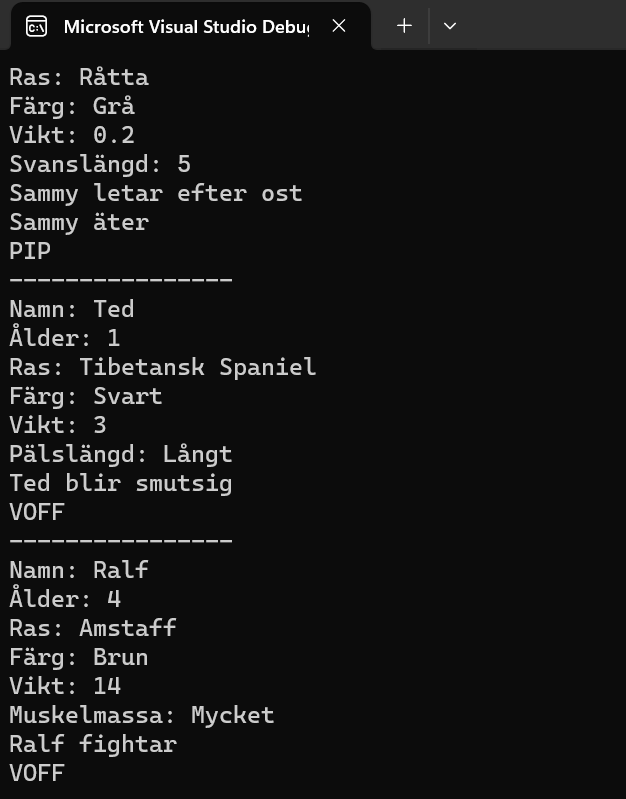 Microsoft Visual Studio Debug
Ras: Råtta
Färg: Grå
Vikt: 0.2
Svanslängd: 5
Sammy letar efter ost
Sammy äter
PIP
----------------
Namn: Ted
Ålder: 1
Ras: Tibetansk Spaniel
Färg: Svart
Vikt: 3
Pälslängd: Långt
Ted blir smutsig
VOFF
----------------
Namn: Ralf
Ålder: 4
Ras: Amstaff
Färg: Brun
Vikt: 14
Muskelmassa: Mycket
Ralf fightar
VOFF